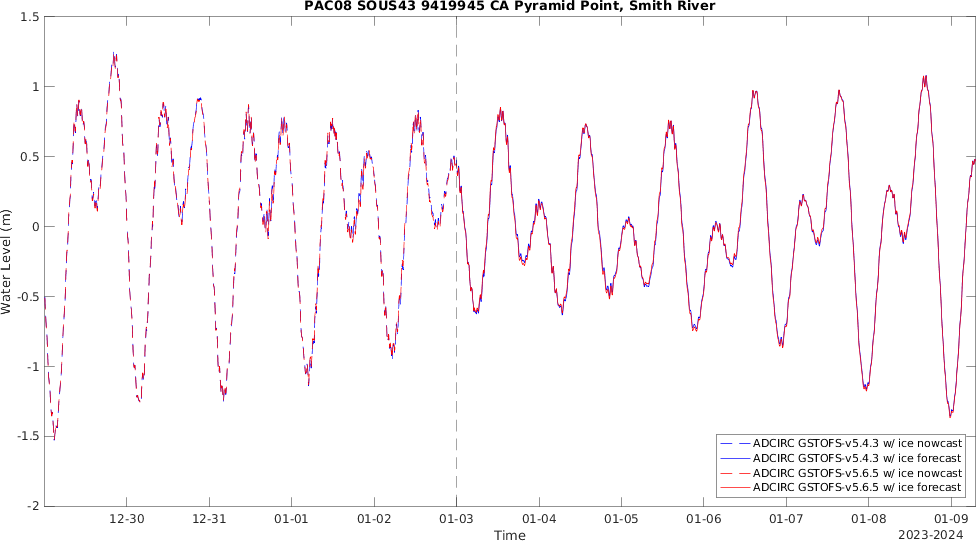 PAC08 SOUS43 9419945 CA Pyramid Point, Smith River
1.5
1
0.5
0
-0.5
-1
-1.5
-2
Water Level (m)
ADCIRC GSTOFS-v5.4.3 w/ ice nowcast
ADCIRC GSTOFS-v5.4.3 w/ ice forecast
ADCIRC GSTOFS-v5.6.5 w/ ice nowcast
ADCIRC GSTOFS-v5.6.5 w/ ice forecast
12-30 12-31 01-01 01-02 01-03 01-04 01-05 01-06 01-07 01-08 01-09
Time
2023-2024